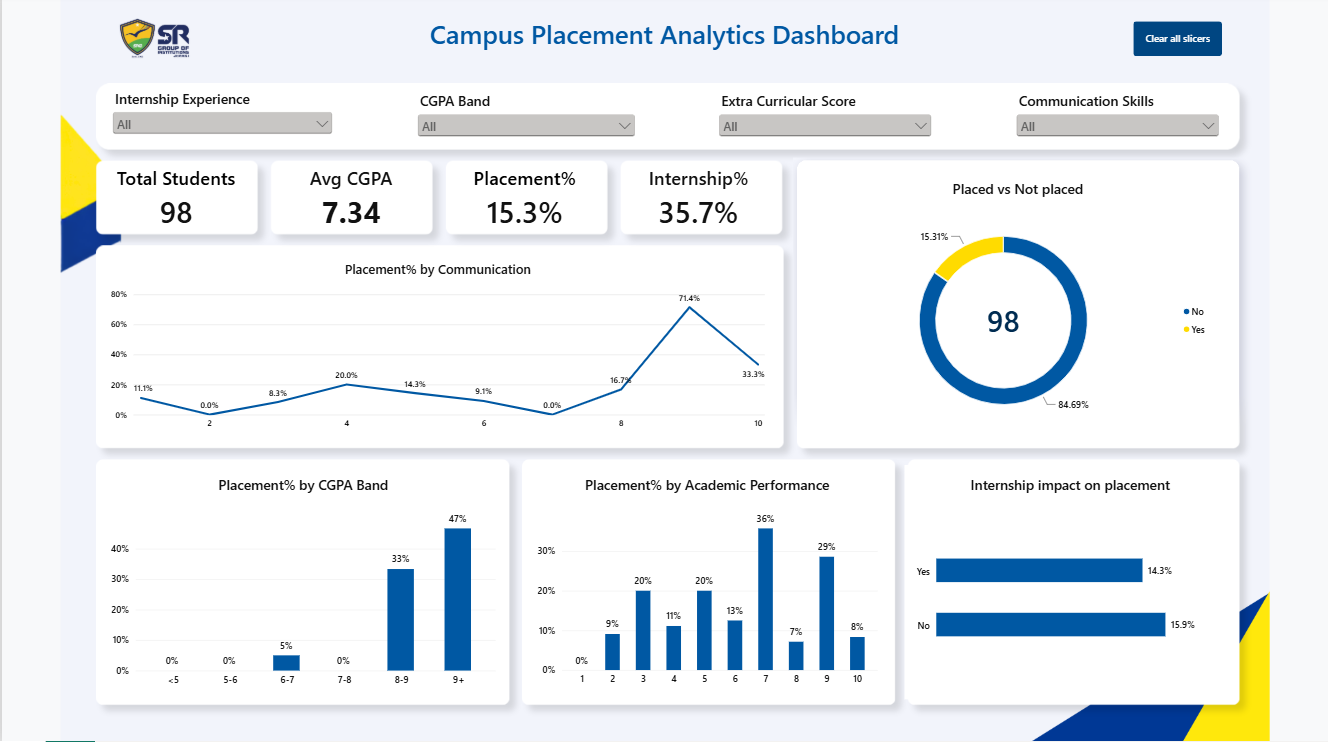 SR
GROUP OF
INSTITUTIONS
Campus Placement Analytics Dashboard
Clear all slicers
Internship Experience
All
CGPA Band
All
Extra Curricular Score
All
Communication Skills
All
Total Students
98
Avg CGPA
7.34
Placement%
15.3%
Internship%
35.7%
Placed vs Not placed
15.31%
98
84.69%
No
Yes
Placement% by Communication
80%
60%
40%
20%
0%
11.1%
0.0%
8.3%
20.0%
14.3%
9.1%
0.0%
16.7%
71.4%
33.3%
2
4
6
8
10
Placement% by CGPA Band
40%
30%
20%
10%
0%
0%
0%
5%
0%
33%
47%
<5
5-6
6-7
7-8
8-9
9+
Placement% by Academic Performance
30%
20%
10%
0%
0%
9%
20%
11%
20%
13%
36%
7%
29%
8%
1
2
3
4
5
6
7
8
9
10
Internship impact on placement
Yes
14.3%
No
15.9%